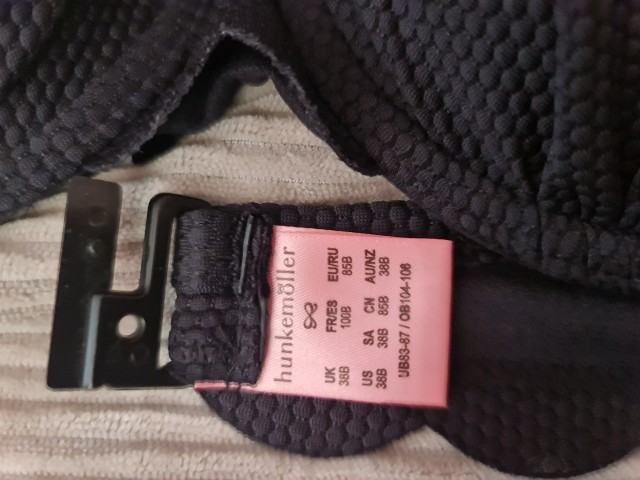 hunkemöller
UK FR/ES EU/RU
38B 100B 85B
US SA CN AU/NZ
38B 38B 85B 38B
UB83-87 / OB104-106